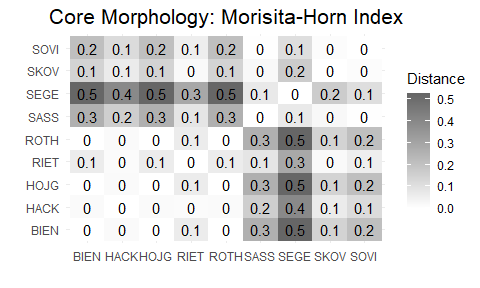 Core Morphology: Morisita-Horn Index
SOVI 0.2 0.1 0.2 0.1 0.2 0 0.1 0 0
SKOV 0.1 0.1 0.1 0 0.1 0 0.2 0 0
SEGE 0.5 0.4 0.5 0.3 0.5 0.1 0 0.2 0.1
SASS 0.3 0.2 0.3 0.1 0.3 0 0.1 0 0
ROTH 0 0 0 0.1 0 0.3 0.5 0.1 0.2
RIET 0.1 0 0.1 0 0.1 0.1 0.3 0 0.1
HOJG 0 0 0 0.1 0 0.3 0.5 0.1 0.2
HACK 0 0 0 0 0 0.2 0.4 0.1 0.1
BIEN 0 0 0 0.1 0 0.3 0.5 0.1 0.2
BIEN HACK HOJG RIET ROTH SASS SEGE SKOV SOVI
Distance
0.5
0.4
0.3
0.2
0.1
0.0